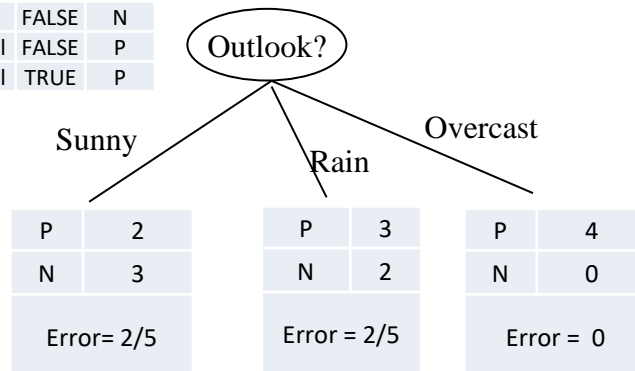 FALSE N
l FALSE P
l TRUE P
Outlook?
Sunny
Rain
Overcast
P 2
N 3
Error= 2/5
P 3
N 2
Error = 2/5
P 4
N 0
Error = 0